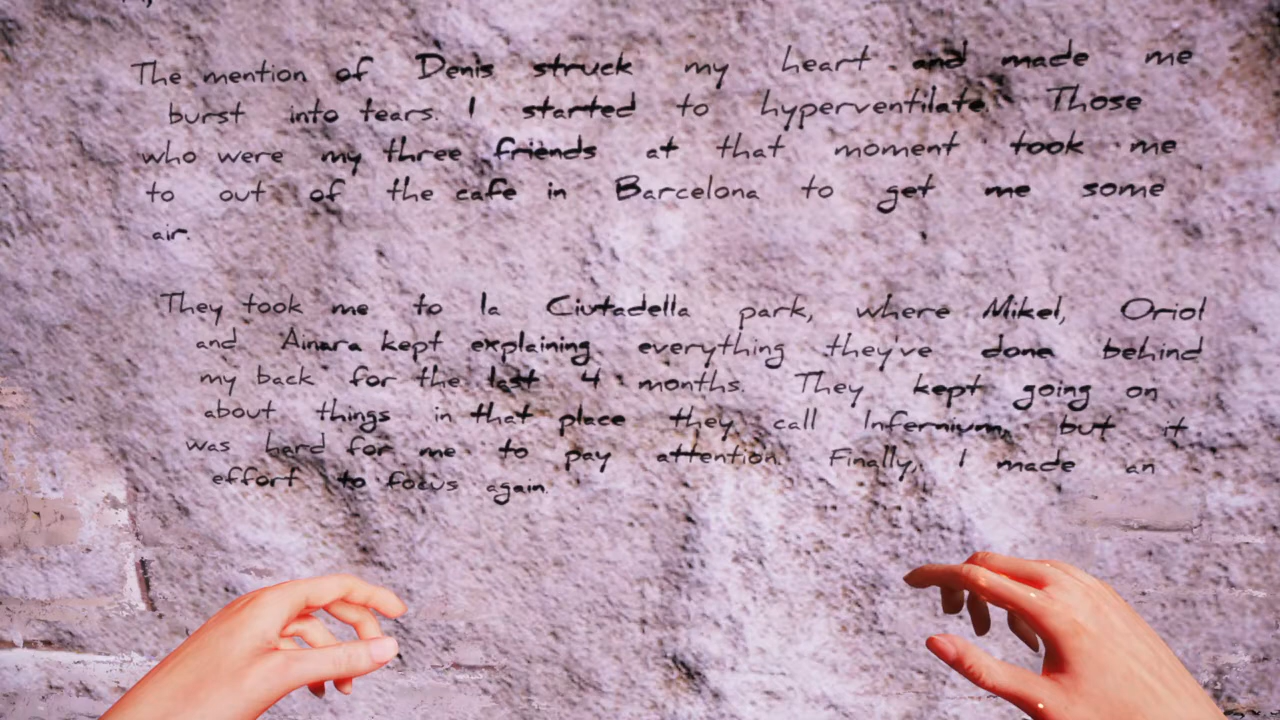 The mention of Denis struck my heart and made me
burst into tears. I started to hyperventilate. Those
who were my three friends at that moment took me
to out of the cafe in Barcelona to get me some
air.
They took me to la Ciutadella park, where Mikel, Oriol
and Ainara kept explaining everything they've done behind
my back for the last 4 months. They kept going on
about things in that place they call Infernium, but it
was hard for me to pay attention. Finally, I made an
effort to focus again.